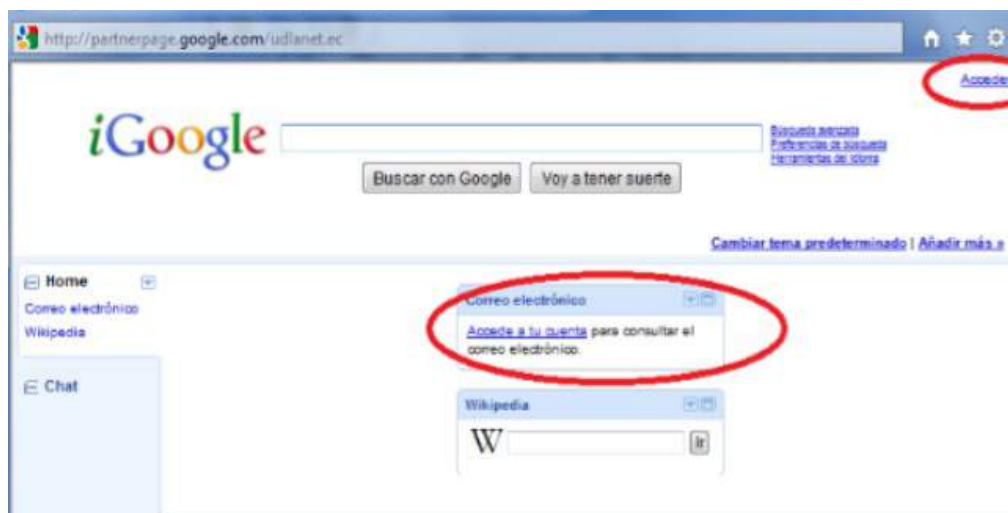 http://partnerpage.google.com/udlanet.ec
Acceder
iGoogle
Búsqueda avanzada
Preferencias de búsqueda
Herramientas del idioma
Buscar con Google
Voy a tener suerte
Cambiar tema predeterminado | Añadir más »
Home
Correo electrónico
Wikipedia
Chat
Correo electrónico
Accede a tu cuenta para consultar el
correo electrónico.
Wikipedia
W
Ir